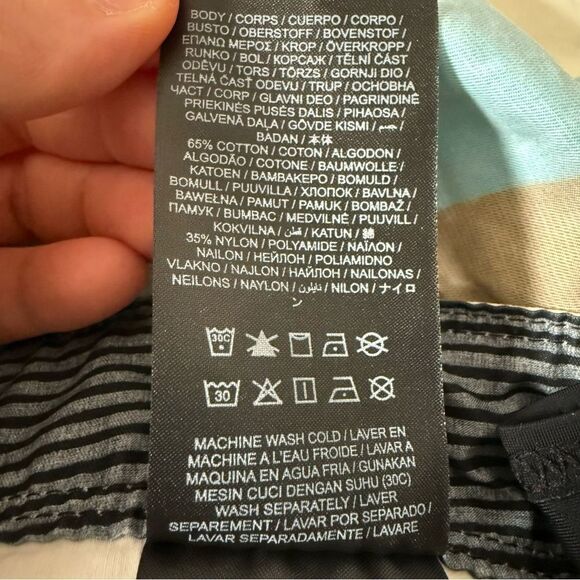 BODY / CORPS / CUERPO / CORPO /
BUSTO / OBERSTOFF / BOVENSTOF /
ΕΠΑΝΩ ΜΕΡΟΣ / KROP / ÖVERKROPP /
RUNKO / BOL / КОРСАЖ / TĚLNÍ ČÁST
ODĚVU / TORS / TÖRZS / GORNJI DIO /
TELNÁ ČASŤ ODEVU / TRUP / ОСНОВНА
ЧАСТ / CORP / GLAVNI DEO / PAGRINDINĖ
PRIEKINĖS PUSĖS DALIS / PIHAOSA /
GALVENĀ DAĻA / GÖVDE KISMI / جسم /
BADAN / 本体
65% COTTON / COTON / ALGODON /
ALGODÃO / COTONE / BAUMWOLLE /
KATOEN / ΒΑΜΒΑΚΕΡΟ / BOMULD /
BOMULL / PUUVILLA / ХЛОПОК / BAVLNA /
BAWEŁNA / PAMUT / PAMUK / BOMBAŽ /
ПАМУК / BUMBAC / MEDVILNĖ / PUUVILL /
KOKVILNA / قطن / KATUN / 綿
35% NYLON / POLYAMIDE / ΝΑΪΛΟΝ /
NAILON / НЕЙЛОН / POLIAMIDNO
VLAKNO / NAJLON / НАЙЛОН / NAILONAS /
NEILONS / NAYLON / نايلون / NILON / ナイロ
ン
30C
30
MACHINE WASH COLD / LAVER EN
MACHINE A L'EAU FROIDE / LAVAR A
MAQUINA EN AGUA FRIA / GUNAKAN
MESIN CUCI DENGAN SUHU (30C)
WASH SEPARATELY / LAVER
SEPAREMENT / LAVAR POR SEPARADO /
LAVAR SEPARADAMENTE / LAVARE